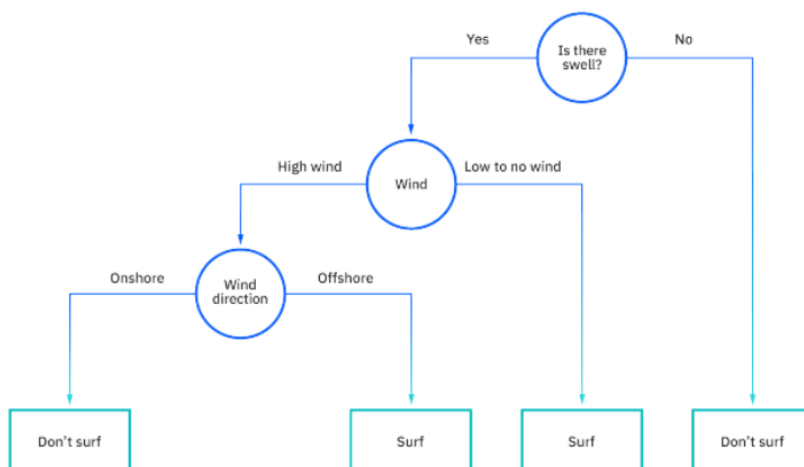 Yes
Is there
swell?
No
High wind
Wind
Low to no wind
Onshore
Wind
direction
Offshore
Don't surf
Surf
Surf
Don't surf